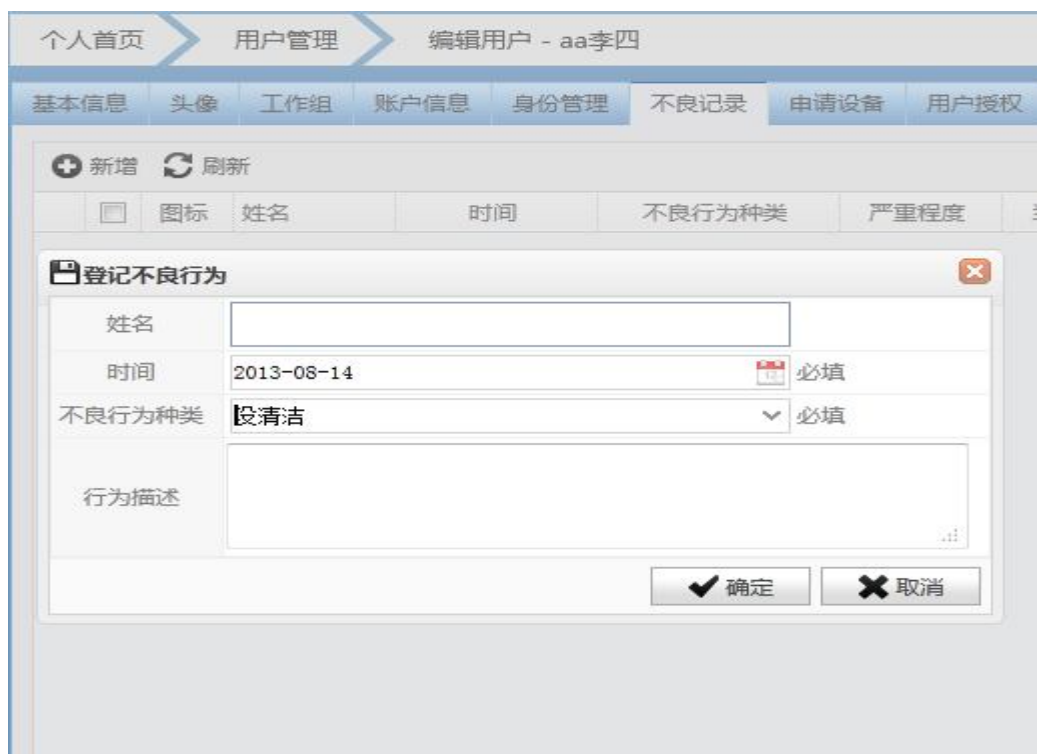 个人首页 用户管理 编辑用户 - aa李四
基本信息 头像 工作组 账户信息 身份管理 不良记录 申请设备 用户授权
新增 刷新
图标 姓名 时间 不良行为种类 严重程度
登记不良行为
姓名
时间 2013-08-14 必填
不良行为种类 没清洁 必填
行为描述
确定 取消